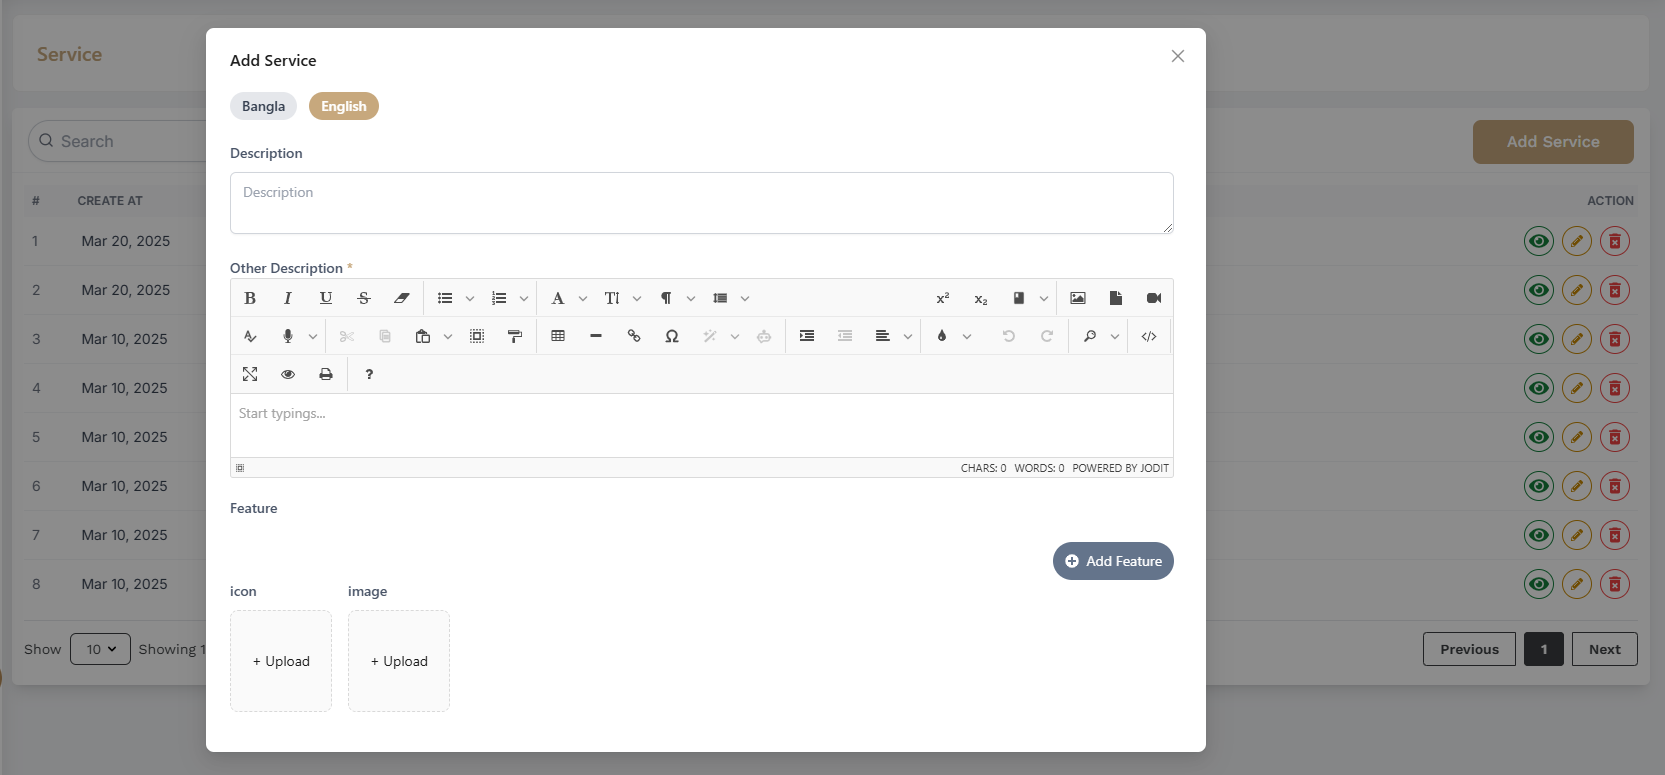 Service
Add Service
Bangla English
Search
Add Service
Description
Description
# CREATE AT ACTION
1 Mar 20, 2025
2 Mar 20, 2025
3 Mar 10, 2025
4 Mar 10, 2025
5 Mar 10, 2025
6 Mar 10, 2025
7 Mar 10, 2025
8 Mar 10, 2025
Other Description *
Start typings...
CHARS: 0 WORDS: 0 POWERED BY JODIT
Feature
Add Feature
icon image
+ Upload + Upload
Show 10 Showing 1
Previous 1 Next